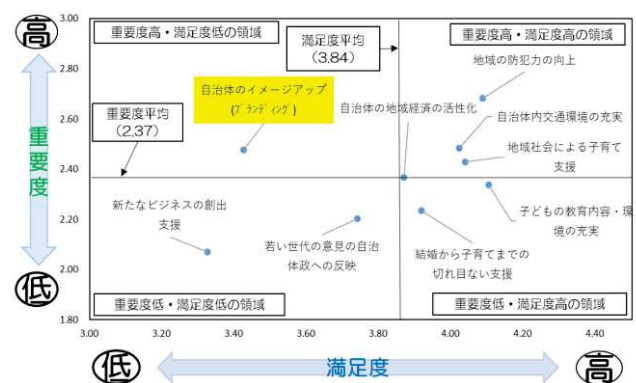 高
重要度
低
3.00
2.80
2.60
2.40
2.20
2.00
1.80
重要度高・満足度低の領域
満足度平均
(3.84)
重要度高・満足度高の領域
地域の防犯力の向上
自治体のイメージアップ
(ブランディング)
自治体の地域経済の活性化
自治体内交通環境の充実
重要度平均
(2.37)
地域社会による子育て
支援
新たなビジネスの創出
支援
若い世代の意見の自治
体政への反映
結婚から子育てまでの
切れ目ない支援
子どもの教育内容・環
境の充実
重要度低・満足度低の領域
重要度低・満足度高の領域
3.00
3.20
3.40
3.60
3.80
4.00
4.20
4.40
低
満足度
高